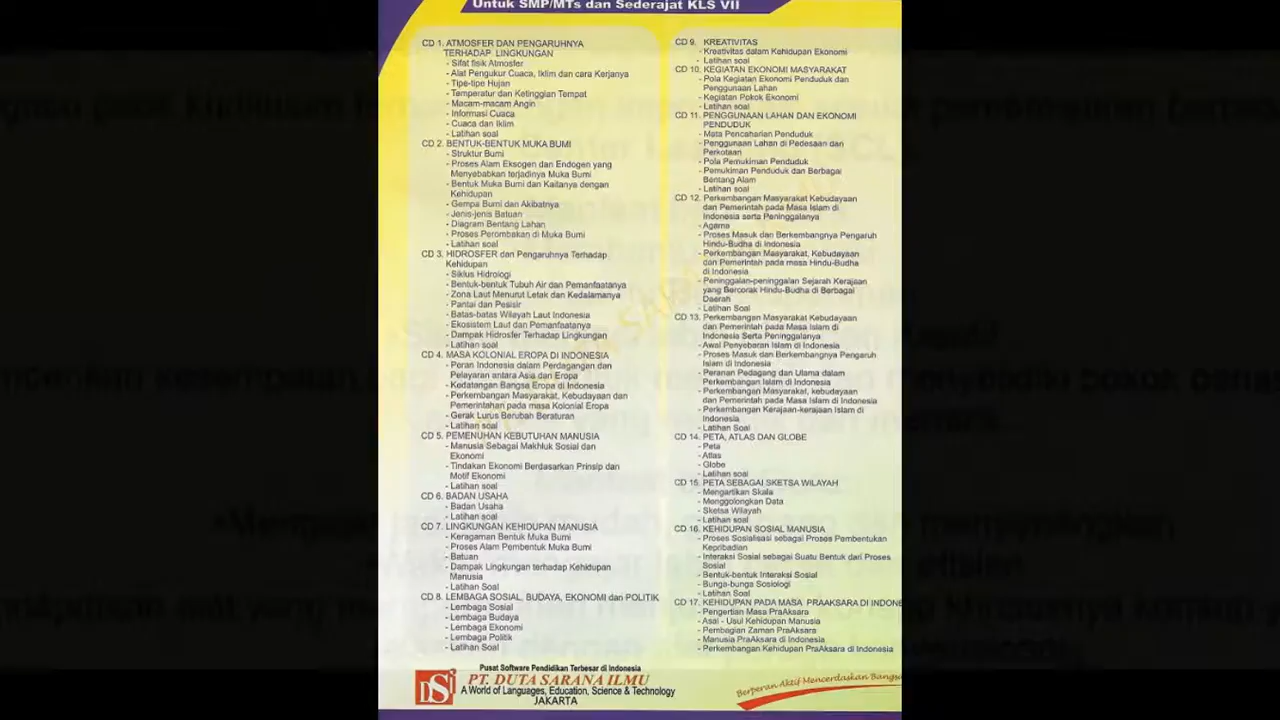 Untuk SMP/MTs dan Sederajat KLS VII
CD 1. ATMOSFER DAN PENGARUHNYA
TERHADAP LINGKUNGAN
- Sifat fisik Atmosfer
- Alat Pengukur Cuaca, Iklim dan cara Kerjanya
- Tipe-tipe Hujan
- Temperatur dan Ketinggian Tempat
- Macam-macam Angin
- Informasi Cuaca
- Cuaca dan Iklim
- Latihan soal
CD 2. BENTUK-BENTUK MUKA BUMI
- Struktur Bumi
- Proses Alam Eksogen dan Endogen yang
Menyebabkan terjadinya Muka Bumi
- Bentuk Muka Bumi dan Kaitanya dengan
Kehidupan
- Gempa Bumi dan Akibatnya
- Jenis-jenis Batuan
- Diagram Bentang Lahan
- Proses Perombakan di Muka Bumi
- Latihan soal
CD 3. HIDROSFER dan Pengaruhnya Terhadap
Kehidupan
- Siklus Hidrologi
- Bentuk-bentuk Tubuh Air dan Pemanfaatanya
- Zona Laut Menurut Letak dan Kedalamanya
- Pantai dan Pesisir
- Batas-batas Wilayah Laut Indonesia
- Ekosistem Laut dan Pemanfaatanya
- Dampak Hidrosfer Terhadap Lingkungan
- Latihan soal
CD 4. MASA KOLONIAL EROPA DI INDONESIA
- Peran Indonesia dalam Perdagangan dan
Pelayaran antara Asia dan Eropa
- Kedatangan Bangsa Eropa di Indonesia
- Perkembangan Masyarakat, Kebudayaan dan
Pemerintahan pada masa Kolonial Eropa
- Gerak Lurus Berubah Beraturan
- Latihan soal
CD 5. PEMENUHAN KEBUTUHAN MANUSIA
- Manusia Sebagai Makhluk Sosial dan
Ekonomi
- Tindakan Ekonomi Berdasarkan Prinsip dan
Motif Ekonomi
- Latihan soal
CD 6. BADAN USAHA
- Badan Usaha
- Latihan soal
CD 7. LINGKUNGAN KEHIDUPAN MANUSIA
- Keragaman Bentuk Muka Bumi
- Proses Alam Pembentuk Muka Bumi
- Batuan
- Dampak Lingkungan terhadap Kehidupan
Manusia
- Latihan Soal
CD 8. LEMBAGA SOSIAL, BUDAYA, EKONOMI dan POLITIK
- Lembaga Sosial
- Lembaga Budaya
- Lembaga Ekonomi
- Lembaga Politik
- Latihan Soal
CD 9. KREATIVITAS
- Kreativitas dalam Kehidupan Ekonomi
- Latihan soal
CD 10. KEGIATAN EKONOMI MASYARAKAT
- Pola Kegiatan Ekonomi Penduduk dan
Penggunaan Lahan
- Kegiatan Pokok Ekonomi
- Latihan soal
CD 11. PENGGUNAAN LAHAN DAN EKONOMI
PENDUDUK
- Mata Pencaharian Penduduk
- Penggunaan Lahan di Pedesaan dan
Perkotaan
- Pola Pemukiman Penduduk
- Pemukiman Penduduk dan Berbagai
Bentang Alam
- Latihan soal
CD 12. Perkembangan Masyarakat Kebudayaan
dan Pemerintah pada Masa Islam di
Indonesia serta Peninggalanya
- Agama
- Proses Masuk dan Berkembangnya Pengaruh
Hindu-Budha di Indonesia
- Perkembangan Masyarakat, Kebudayaan
dan Pemerintah pada masa Hindu-Budha
di Indonesia
- Peninggalan-peninggalan Sejarah Kerajaan
yang Bercorak Hindu-Budha di Berbagai
Daerah
- Latihan Soal
CD 13. Perkembangan Masyarakat Kebudayaan
dan Pemerintah pada Masa Islam di
Indonesia Serta Peninggalanya
- Awal Penyebaran Islam di Indonesia
- Proses Masuk dan Berkembangnya Pengaruh
Islam di Indonesia
- Peranan Pedagang dan Ulama dalam
Perkembangan Islam di Indonesia
- Perkembangan Masyarakat, kebudayaan
dan Pemerintah pada Masa Islam di Indonesia
- Perkembangan Kerajaan-kerajaan Islam di
Indonesia
- Latihan Soal
CD 14. PETA, ATLAS DAN GLOBE
- Peta
- Atlas
- Globe
- Latihan soal
CD 15. PETA SEBAGAI SKETSA WILAYAH
- Mengartikan Skala
- Menggolongkan Data
- Sketsa Wilayah
- Latihan soal
CD 16. KEHIDUPAN SOSIAL MANUSIA
- Proses Sosialisasi sebagai Proses Pembentukan
Kepribadian
- Interaksi Sosial sebagai Suatu Bentuk dari Proses
Sosial
- Bentuk-bentuk Interaksi Sosial
- Bunga-bunga Sosiologi
- Latihan Soal
CD 17. KEHIDUPAN PADA MASA PRAAKSARA DI INDONE
- Pengertian Masa PraAksara
- Asal - Usul Kehidupan Manusia
- Pembagian Zaman PraAksara
- Manusia PraAksara di Indonesia
- Perkembangan Kehidupan PraAksara di Indonesia
Pusat Software Pendidikan Terbesar di Indonesia
DSI PT. DUTA SARANA ILMU
A World of Languages, Education, Science & Technology
JAKARTA
Berperan Aktif Mencerdaskan Bangs